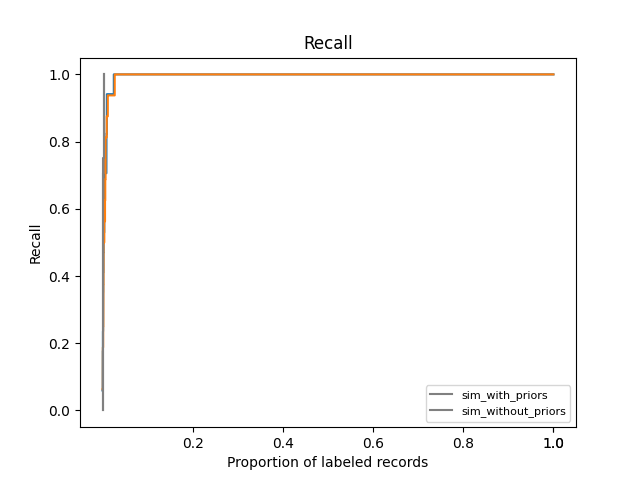 Recall
1.0
0.8
0.6
0.4
0.2
0.0
Recall
sim_with_priors
sim_without_priors
0.2 0.4 0.6 0.8 1.0
Proportion of labeled records